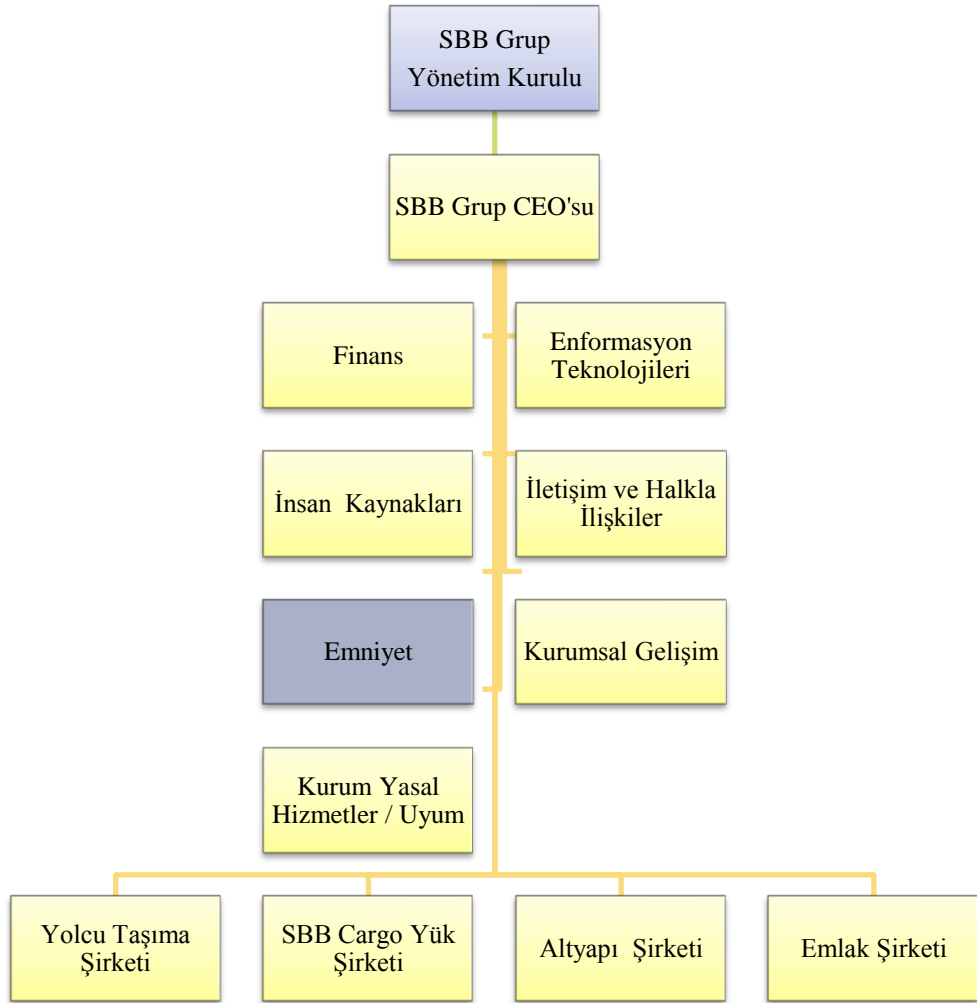 SBB Grup
Yönetim Kurulu
SBB Grup CEO'su
Finans
Enformasyon
Teknolojileri
İnsan Kaynakları
İletişim ve Halkla
İlişkiler
Emniyet
Kurumsal Gelişim
Kurum Yasal
Hizmetler / Uyum
Yolcu Taşıma
Şirketi
SBB Cargo Yük
Şirketi
Altyapı Şirketi
Emlak Şirketi